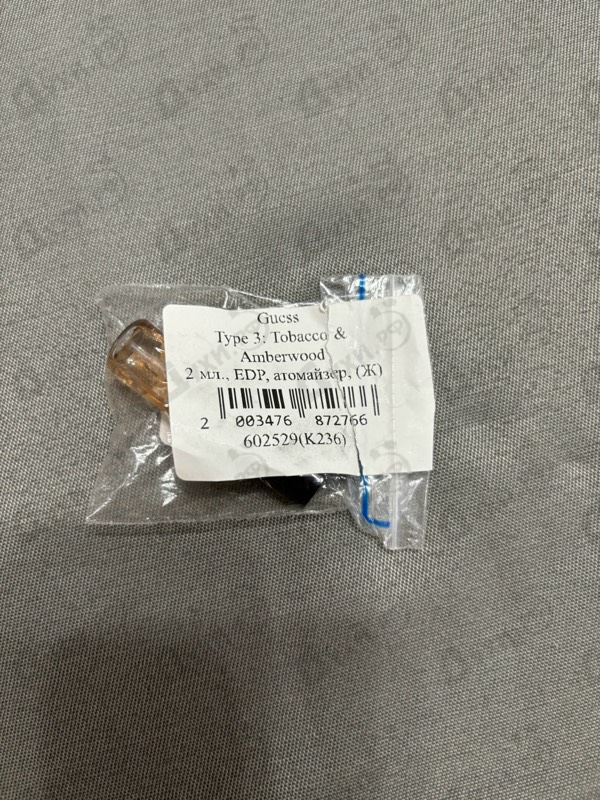 Guess
Type 3: Tobacco &
Amberwood
2 мл., EDP, атомайзер, (Ж)
2 003476 872766
602529(K236)